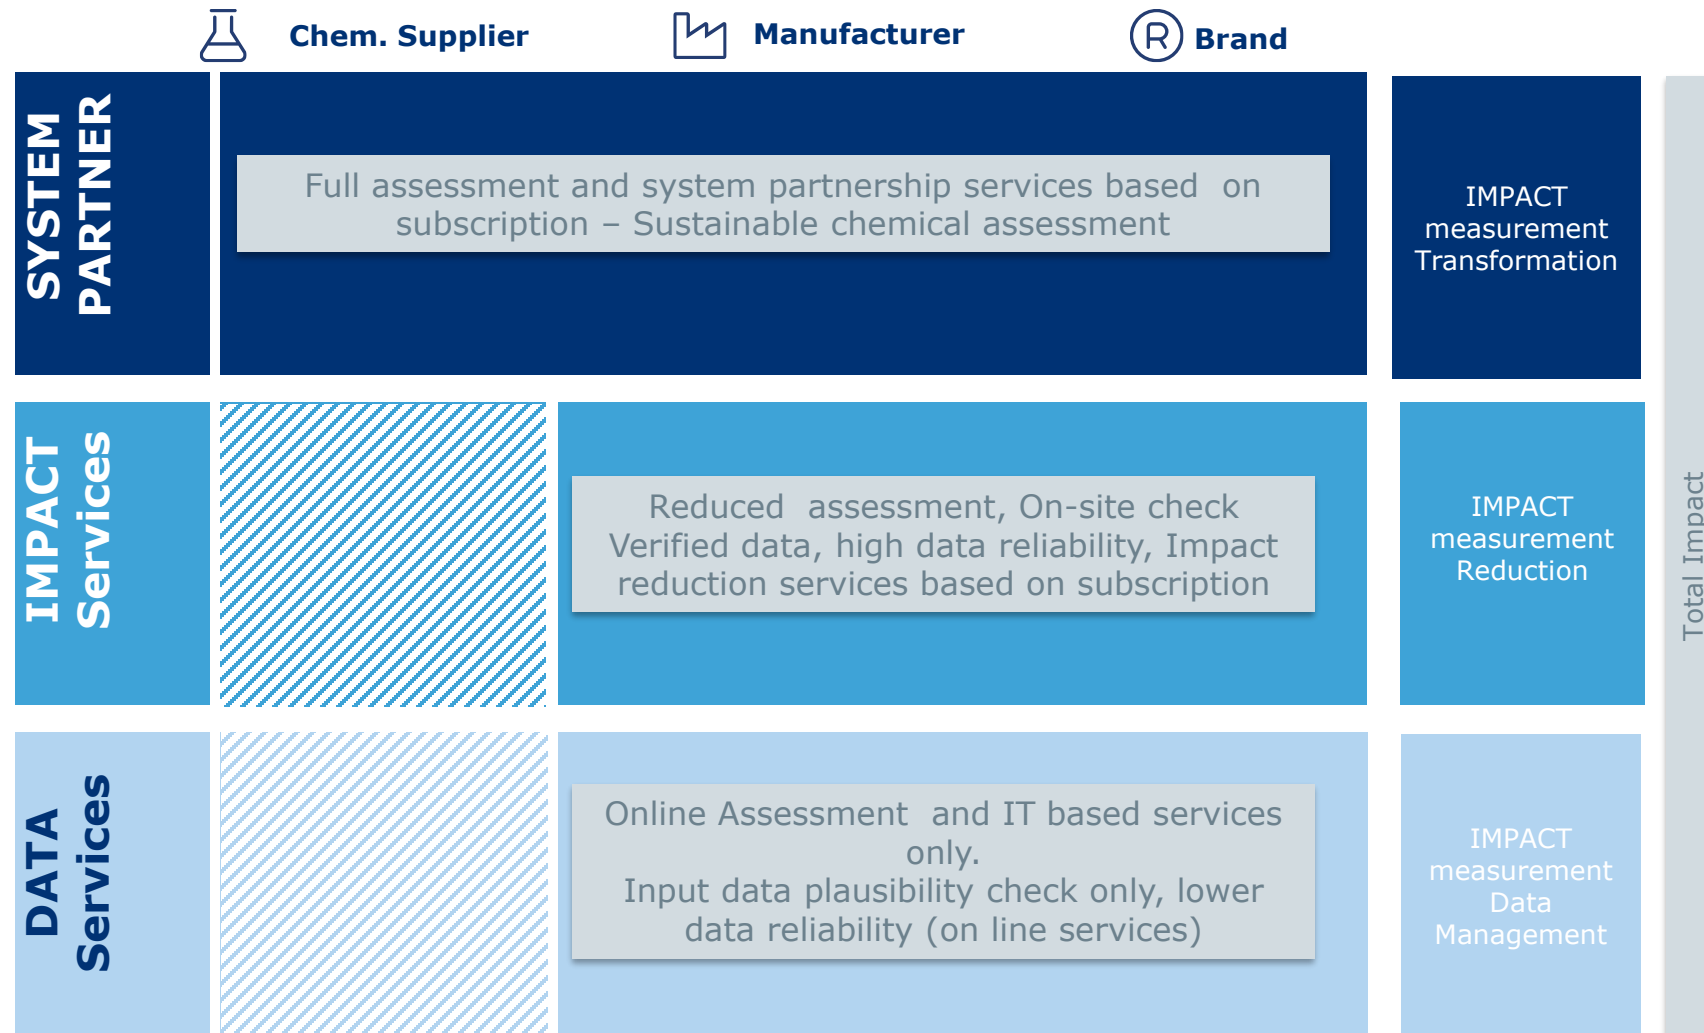 Chem. Supplier
Manufacturer
R
Brand
SYSTEM
PARTNER
Full assessment and system partnership services based  on
subscription – Sustainable chemical assessment
IMPACT
measurement
Transformation
IMPACT
Services
Reduced  assessment, On-site check
Verified data, high data reliability, Impact
reduction services based on subscription
IMPACT
measurement
Reduction
DATA
Services
Online Assessment  and IT based services
only.
Input data plausibility check only, lower
data reliability (on line services)
IMPACT
measurement
Data
Management
Total Impact